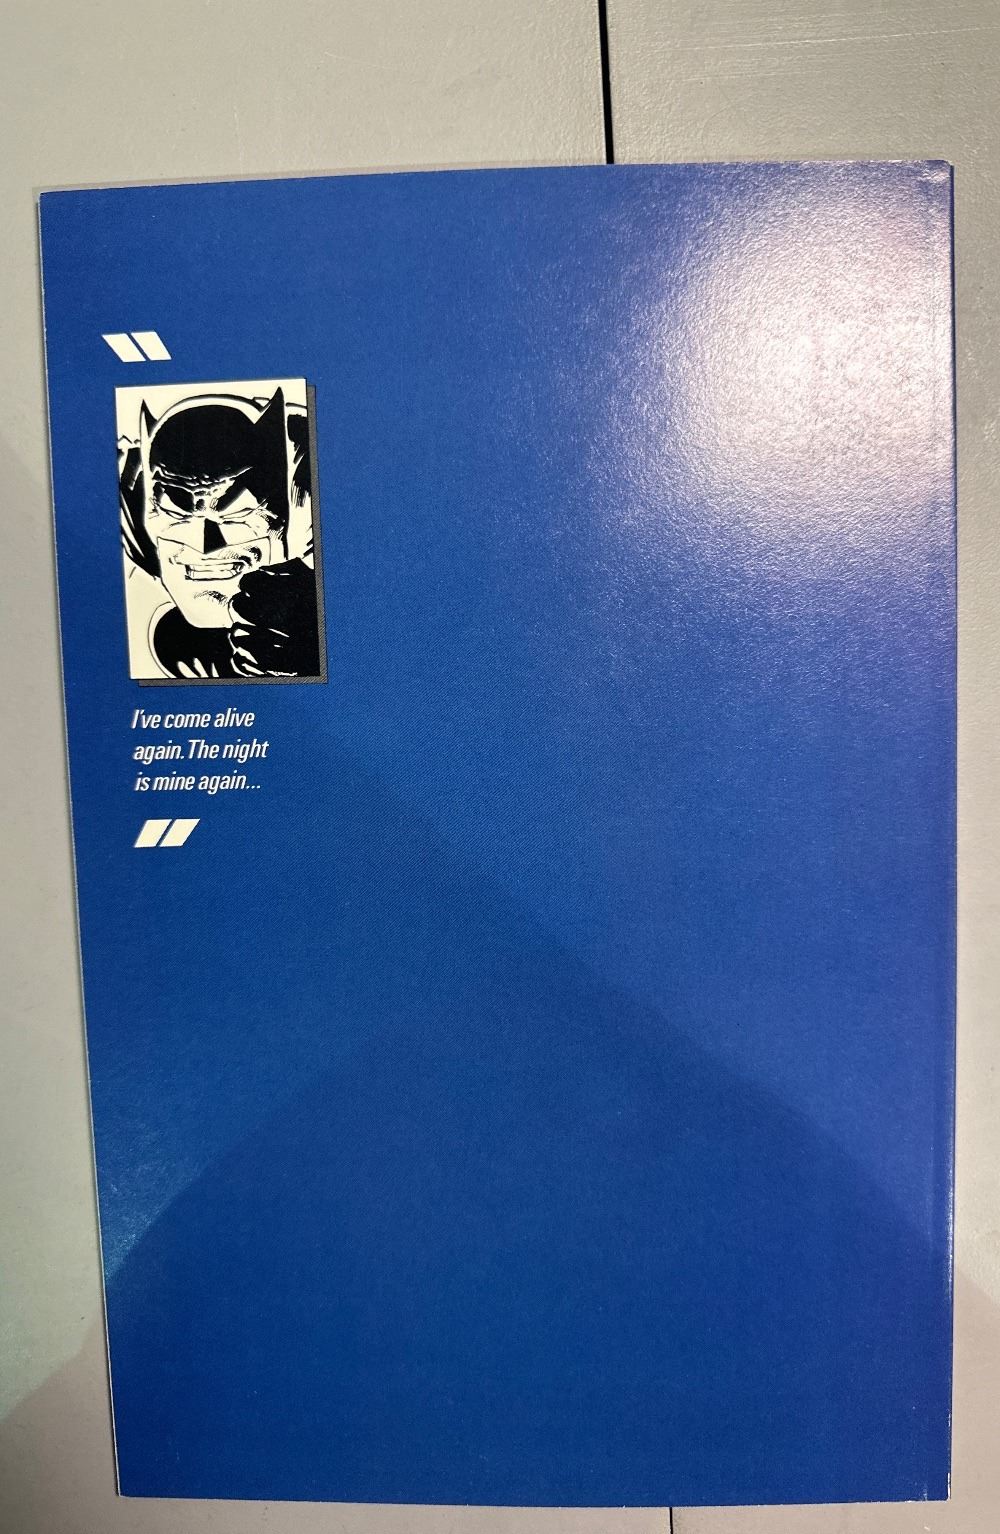 "
I've come alive
again. The night
is mine again...
"